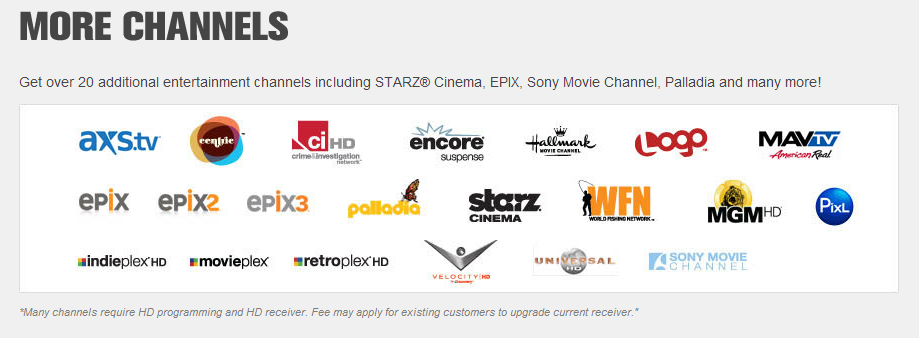 MORE CHANNELS
Get over 20 additional entertainment channels including STARZ® Cinema, EPIX, Sony Movie Channel, Palladia and many more!
axs.tv centric ci HD crime & investigation network encore suspense Hallmark MOVIE CHANNEL Logo MAVTV American Real
epix epix2 epix3 palladia starz CINEMA WFN WORLD FISHING NETWORK MGM HD PixL
indieplex HD movieplex retroplex HD VELOCITY HD by Discovery UNIVERSAL HD SONY MOVIE CHANNEL
*Many channels require HD programming and HD receiver. Fee may apply for existing customers to upgrade current receiver.*